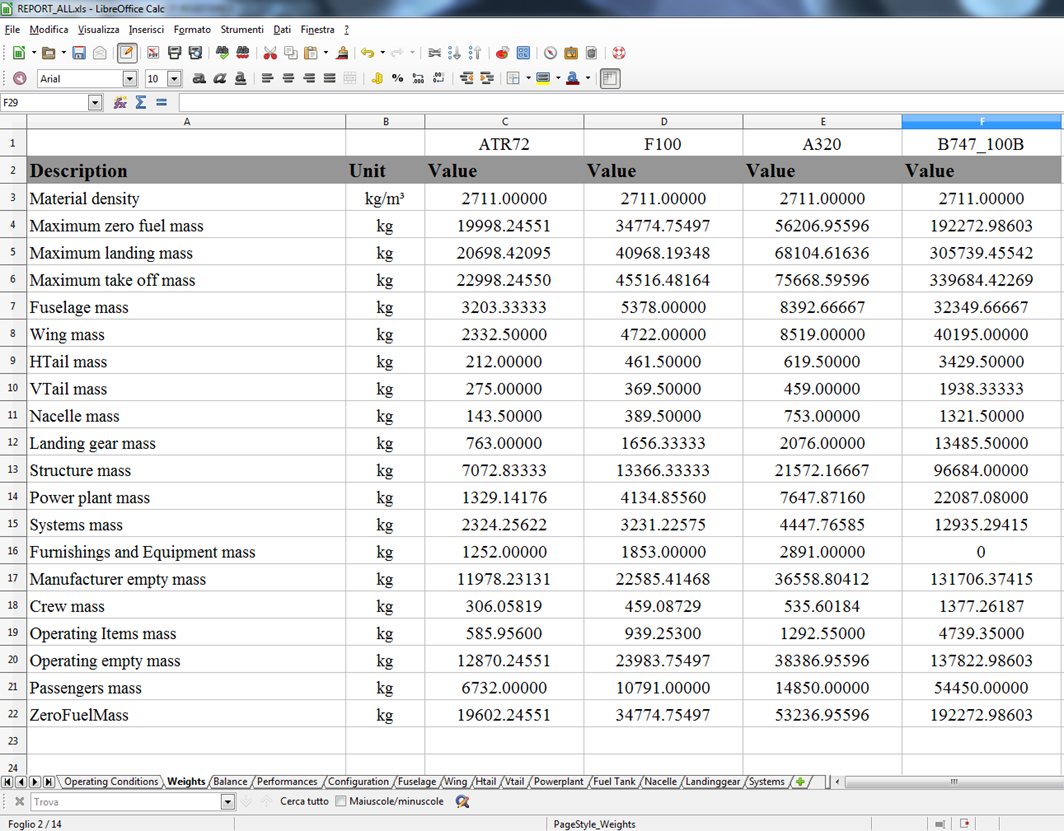 REPORT_ALL.xls - LibreOffice Calc
File Modifica Visualizza Inserisci Formato Strumenti Dati Finestra ?
Arial 10
F29
A B C D E F
1 ATR72 F100 A320 B747_100B
2 Description Unit Value Value Value Value
3 Material density kg/m³ 2711.00000 2711.00000 2711.00000 2711.00000
4 Maximum zero fuel mass kg 19998.24551 34774.75497 56206.95596 192272.98603
5 Maximum landing mass kg 20698.42095 40968.19348 68104.61636 305739.45542
6 Maximum take off mass kg 22998.24550 45516.48164 75668.59596 339684.42269
7 Fuselage mass kg 3203.33333 5378.00000 8392.66667 32349.66667
8 Wing mass kg 2332.50000 4722.00000 8519.00000 40195.00000
9 HTail mass kg 212.00000 461.50000 619.50000 3429.50000
10 VTail mass kg 275.00000 369.50000 459.00000 1938.33333
11 Nacelle mass kg 143.50000 389.50000 753.00000 1321.50000
12 Landing gear mass kg 763.00000 1656.33333 2076.00000 13485.50000
13 Structure mass kg 7072.83333 13366.33333 21572.16667 96684.00000
14 Power plant mass kg 1329.14176 4134.85560 7647.87160 22087.08000
15 Systems mass kg 2324.25622 3231.22575 4447.76585 12935.29415
16 Furnishings and Equipment mass kg 1252.00000 1853.00000 2891.00000 0
17 Manufacturer empty mass kg 11978.23131 22585.41468 36558.80412 131706.37415
18 Crew mass kg 306.05819 459.08729 535.60184 1377.26187
19 Operating Items mass kg 585.95600 939.25300 1292.55000 4739.35000
20 Operating empty mass kg 12870.24551 23983.75497 38386.95596 137822.98603
21 Passengers mass kg 6732.00000 10791.00000 14850.00000 54450.00000
22 ZeroFuelMass kg 19602.24551 34774.75497 53236.95596 192272.98603
23
24
Operating Conditions Weights Balance Performances Configuration Fuselage Wing Htail Vtail Powerplant Fuel Tank Nacelle Landinggear Systems
Trova Cerca tutto Maiuscole/minuscole
Foglio 2 / 14 PageStyle_Weights